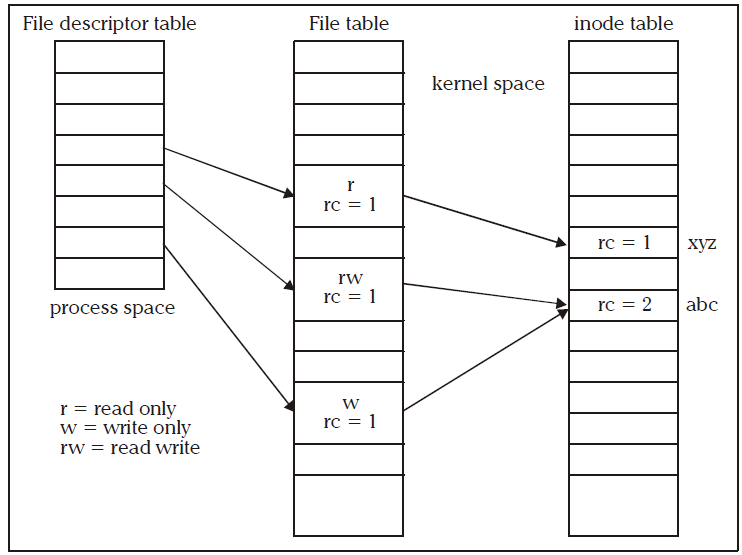 File descriptor table
File table
inode table
kernel space
r
rc = 1
rc = 1
xyz
rw
rc = 1
rc = 2
abc
process space
w
rc = 1
r = read only
w = write only
rw = read write